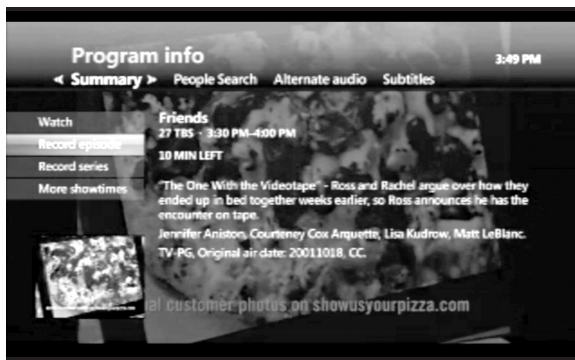 Program info
3:49 PM
< Summary > People Search Alternate audio Subtitles
Watch
Record episode
Record series
More showtimes
Friends
27 TBS · 3:30 PM-4:00 PM
10 MIN LEFT
"The One With the Videotape" - Ross and Rachel argue over how they
ended up in bed together weeks earlier, so Ross announces he has the
encounter on tape.
Jennifer Aniston, Courteney Cox Arquette, Lisa Kudrow, Matt LeBlanc.
TV-PG, Original air date: 20011018, CC.
customer photos on showusyourpizza.com